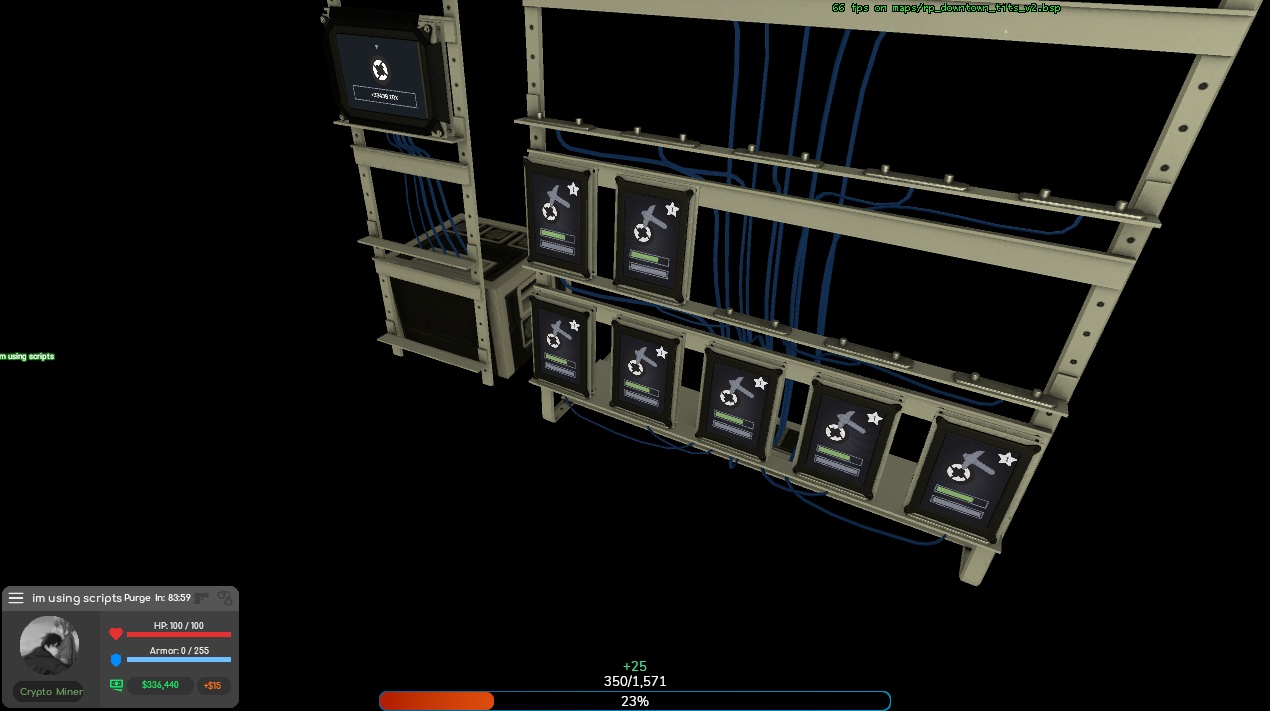 66 fps on maps/rp_downtown_tits_v2.bsp
m using scripts
im using scripts Purge In: 83:59
HP: 100 / 100
Armor: 0 / 255
$336,440 +$15
Crypto Miner
+25
350/1,571
23%